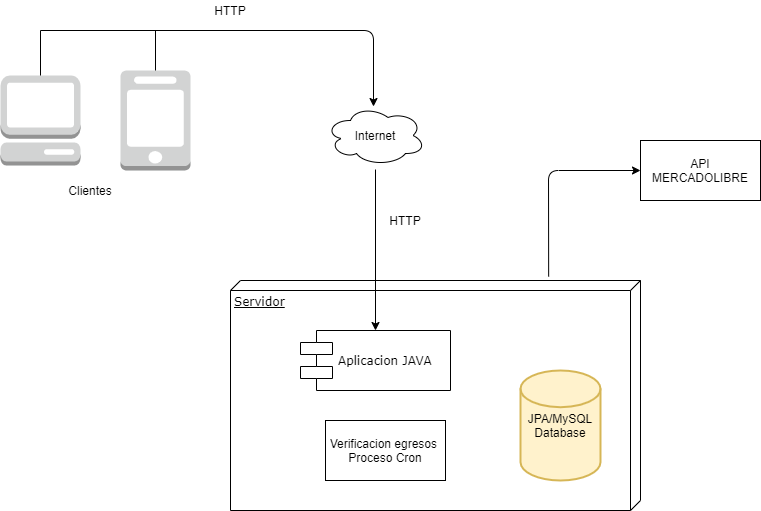 HTTP
Internet
API
MERCADOLIBRE
Clientes
HTTP
Servidor
Aplicacion JAVA
JPA/MySQL
Database
Verificacion egresos
Proceso Cron